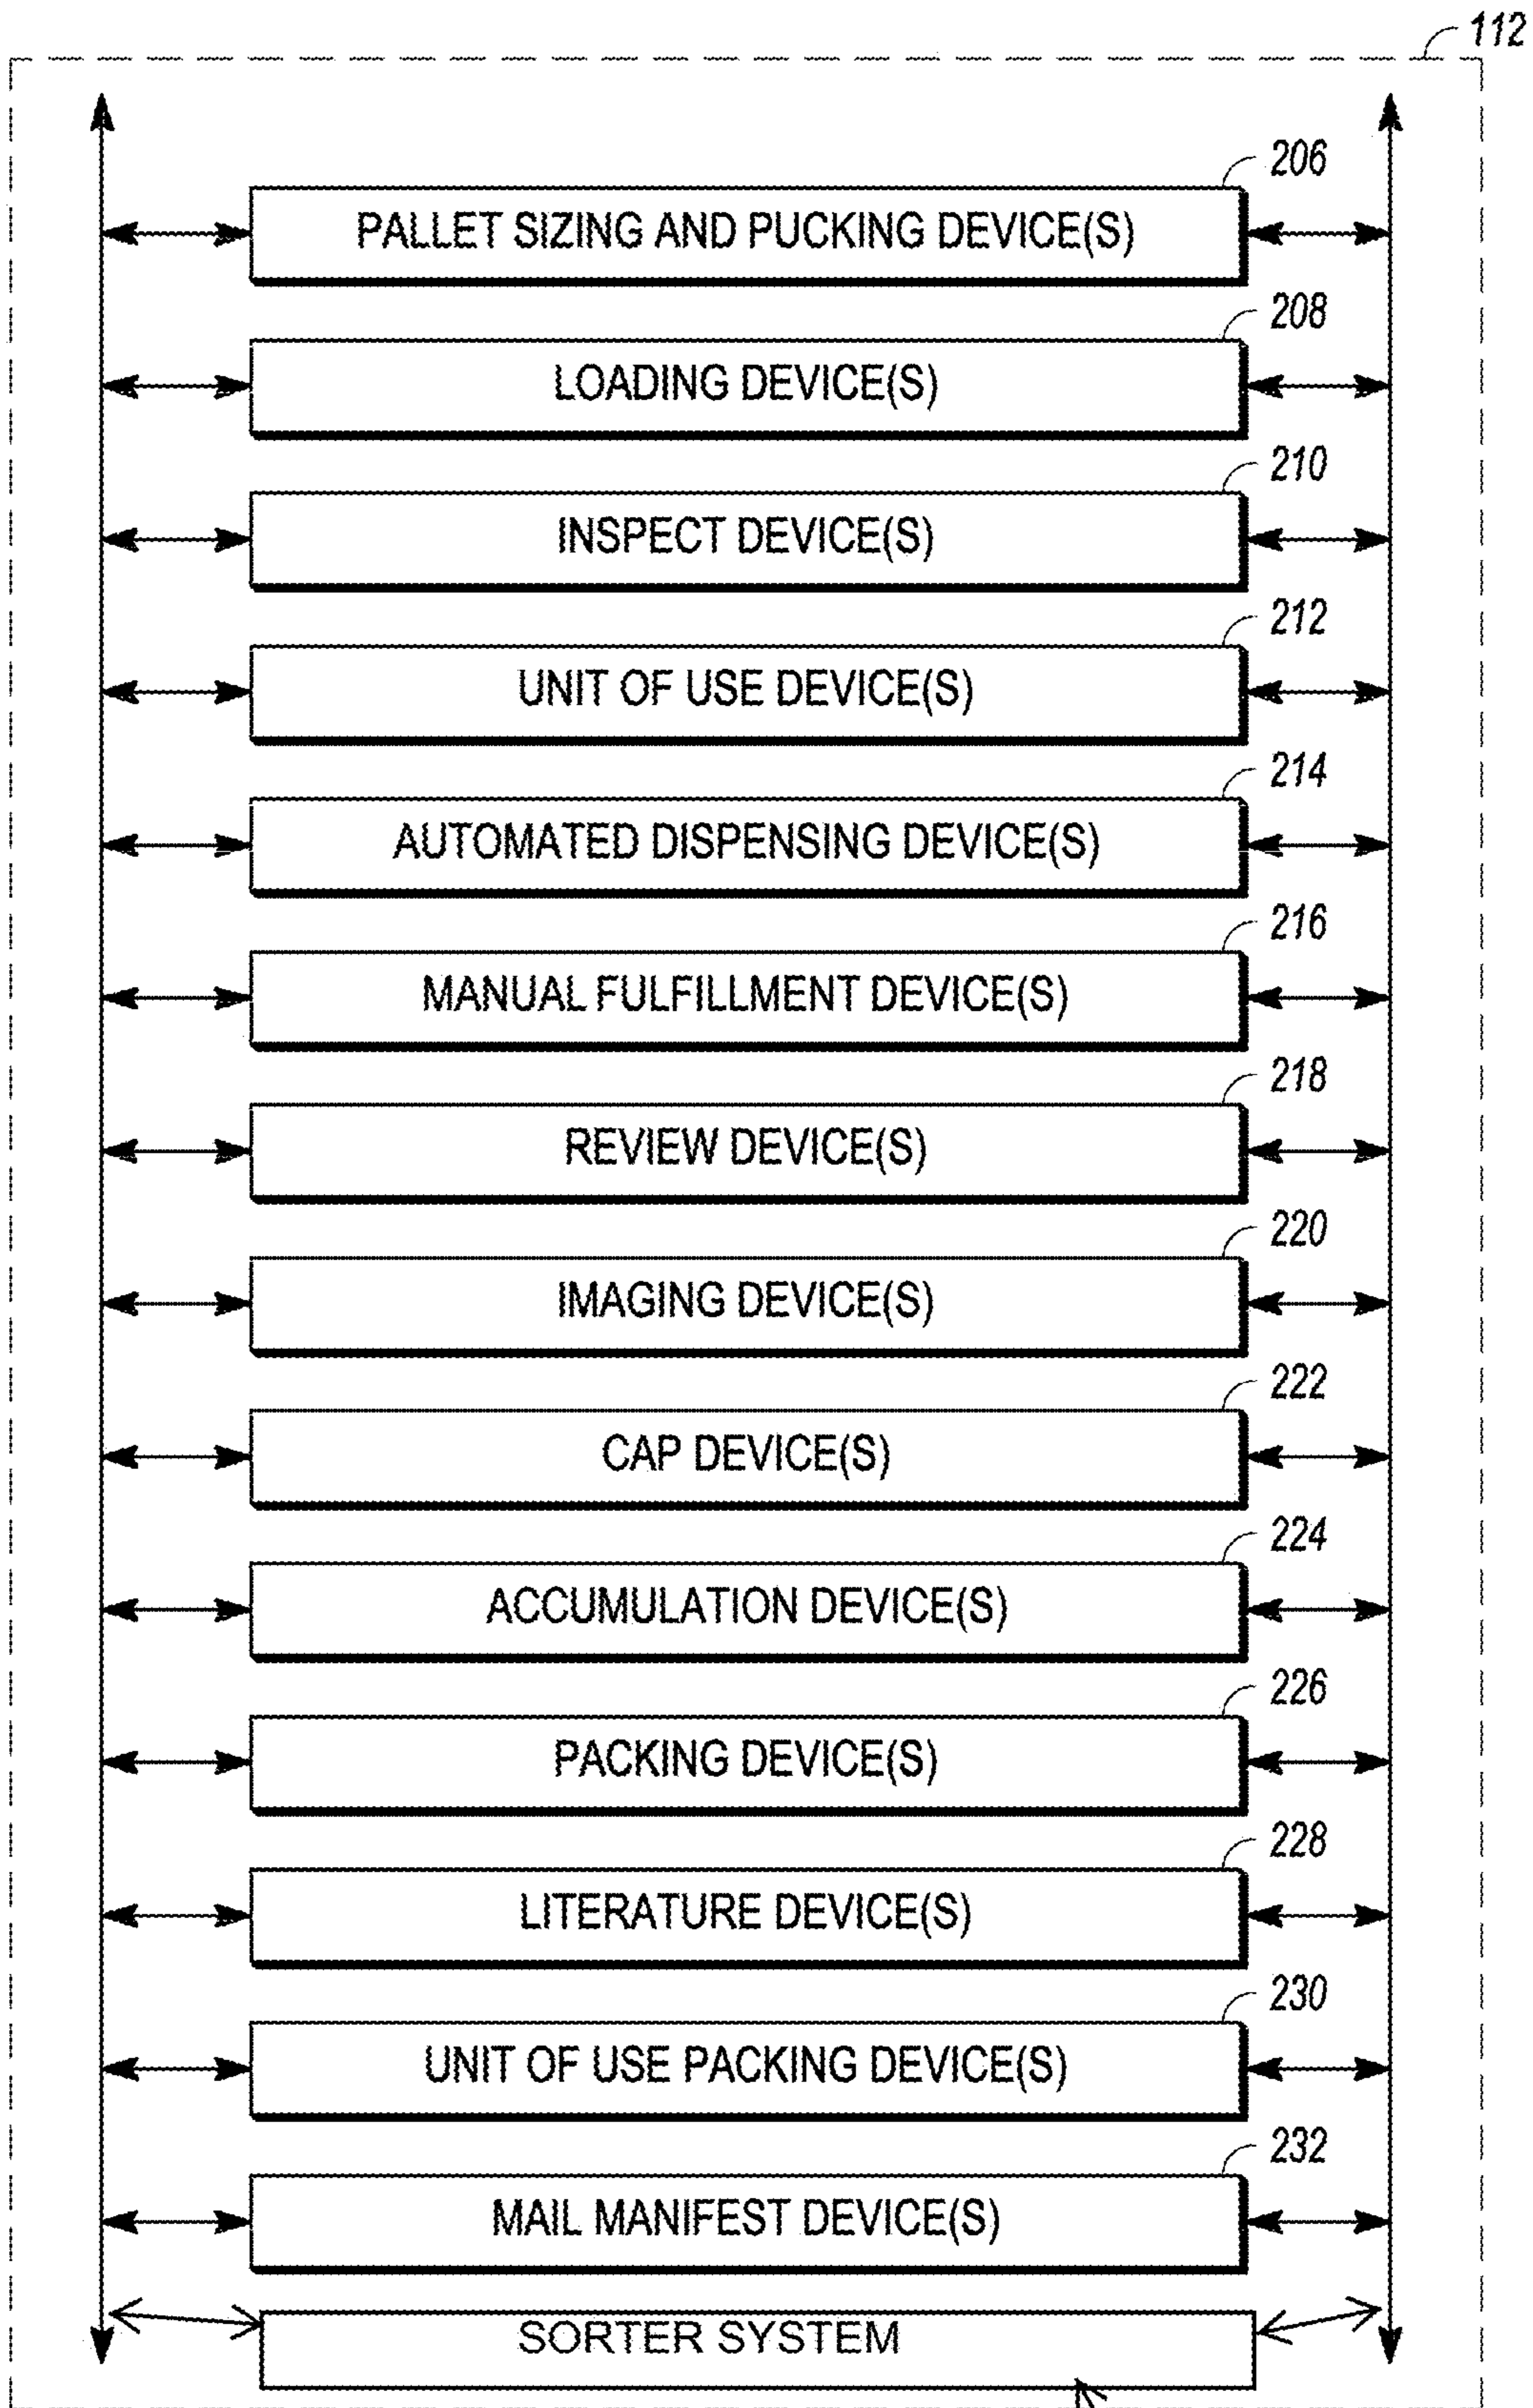 112
206
PALLET SIZING AND PUCKING DEVICE(S)
208
LOADING DEVICE(S)
210
INSPECT DEVICE(S)
212
UNIT OF USE DEVICE(S)
214
AUTOMATED DISPENSING DEVICE(S)
216
MANUAL FULFILLMENT DEVICE(S)
218
REVIEW DEVICE(S)
220
IMAGING DEVICE(S)
222
CAP DEVICE(S)
224
ACCUMULATION DEVICE(S)
226
PACKING DEVICE(S)
228
LITERATURE DEVICE(S)
230
UNIT OF USE PACKING DEVICE(S)
232
MAIL MANIFEST DEVICE(S)
SORTER SYSTEM